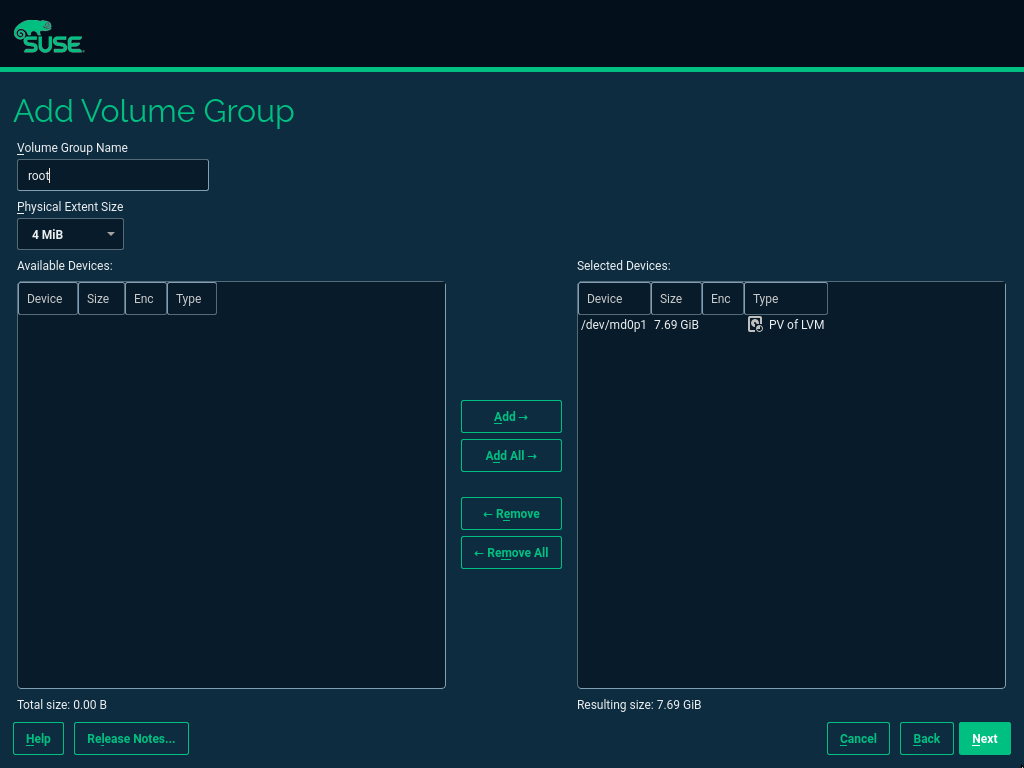 SUSE
Add Volume Group
Volume Group Name
root
Physical Extent Size
4 MiB
Available Devices:
Device Size Enc Type
Selected Devices:
Device Size Enc Type
/dev/md0p1 7.69 GiB PV of LVM
Add →
Add All →
← Remove
← Remove All
Total size: 0.00 B
Resulting size: 7.69 GiB
Help Release Notes... Cancel Back Next